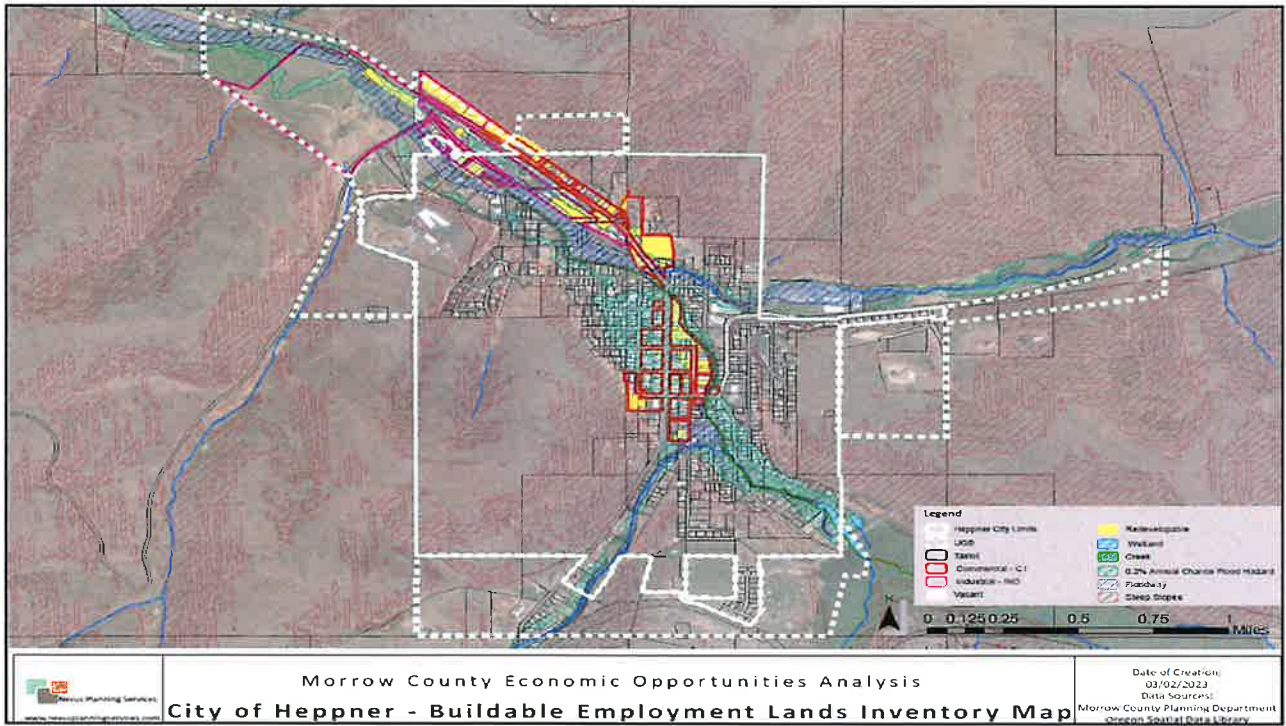 Legend
Heppner City Limits
UGB
Taxlot
Commercial - C1
Industrial -
Vacant
Redevelopable
Wetland
Creek
0.2% Annual Chance Flood Hazard
Floodway
Steep Slopes
N
0 0.125 0.25 0.5 0.75 1
Miles
Nexus Planning Services
Morrow County Economic Opportunities Analysis
City of Heppner - Buildable Employment Lands Inventory Map
Date of Creation:
03/02/2023
Data Sources:
Morrow County Planning Department
Oregon Spatial Data Library